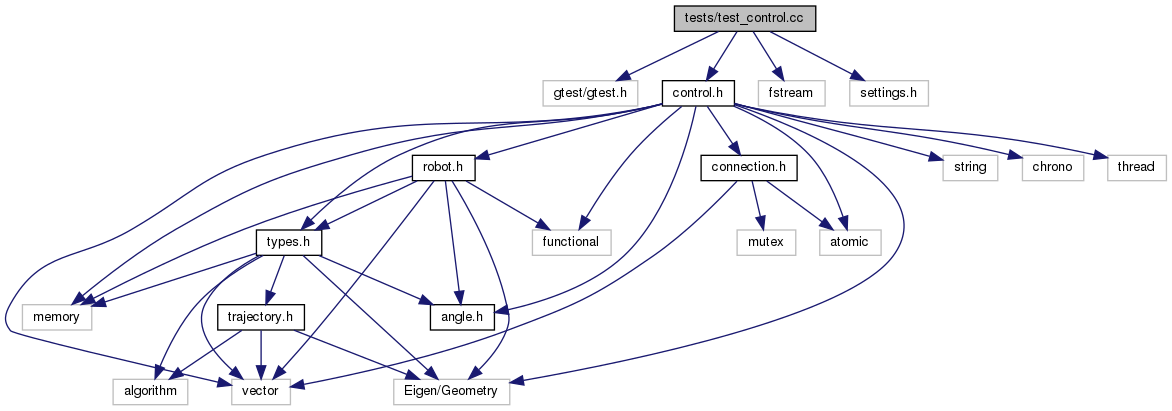 tests/test_control.cc
gtest/gtest.h
control.h
fstream
settings.h
robot.h
connection.h
string
chrono
thread
types.h
functional
mutex
atomic
memory
trajectory.h
angle.h
algorithm
vector
Eigen/Geometry